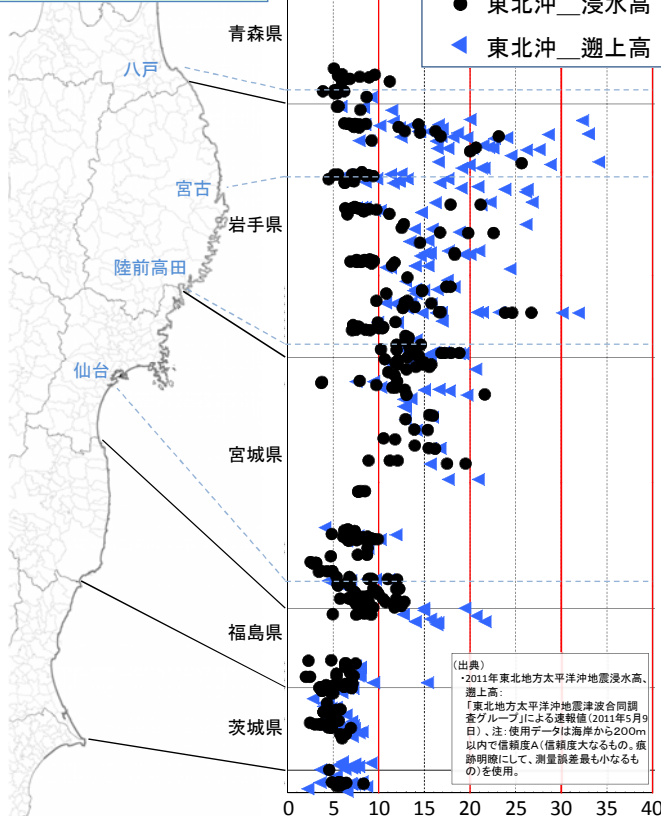 東北沖__浸水高
東北沖__遡上高
青森県
八戸
宮古
岩手県
陸前高田
仙台
宮城県
福島県
茨城県
(出典)
・2011年東北地方太平洋沖地震浸水高、
遡上高:
「東北地方太平洋沖地震津波合同調
査グループ」による速報値(2011年5月9
日)、注:使用データは海岸から200m
以内で信頼度A(信頼度大なるもの。痕
跡明瞭にして、測量誤差最も小なるも
の)を使用。
0 5 10 15 20 25 30 35 40